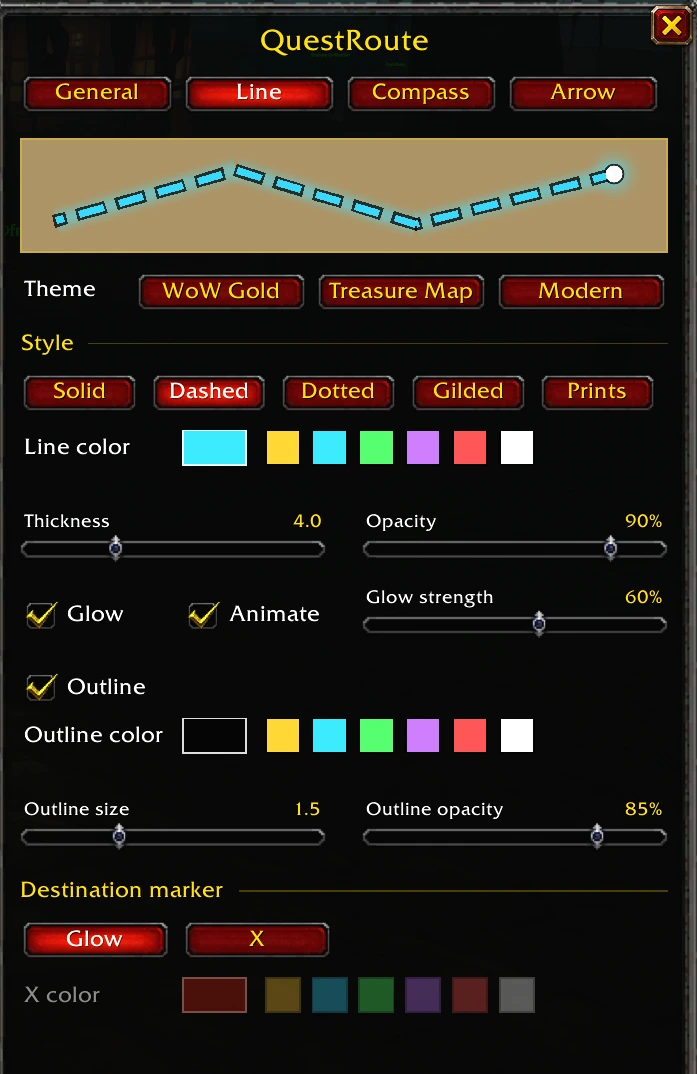 QuestRoute
General Line Compass Arrow
Theme WoW Gold Treasure Map Modern
Style
Solid Dashed Dotted Gilded Prints
Line color
Thickness 4.0 Opacity 90%
Glow strength 60%
Glow Animate
Outline
Outline color
Outline size 1.5 Outline opacity 85%
Destination marker
Glow X
X color